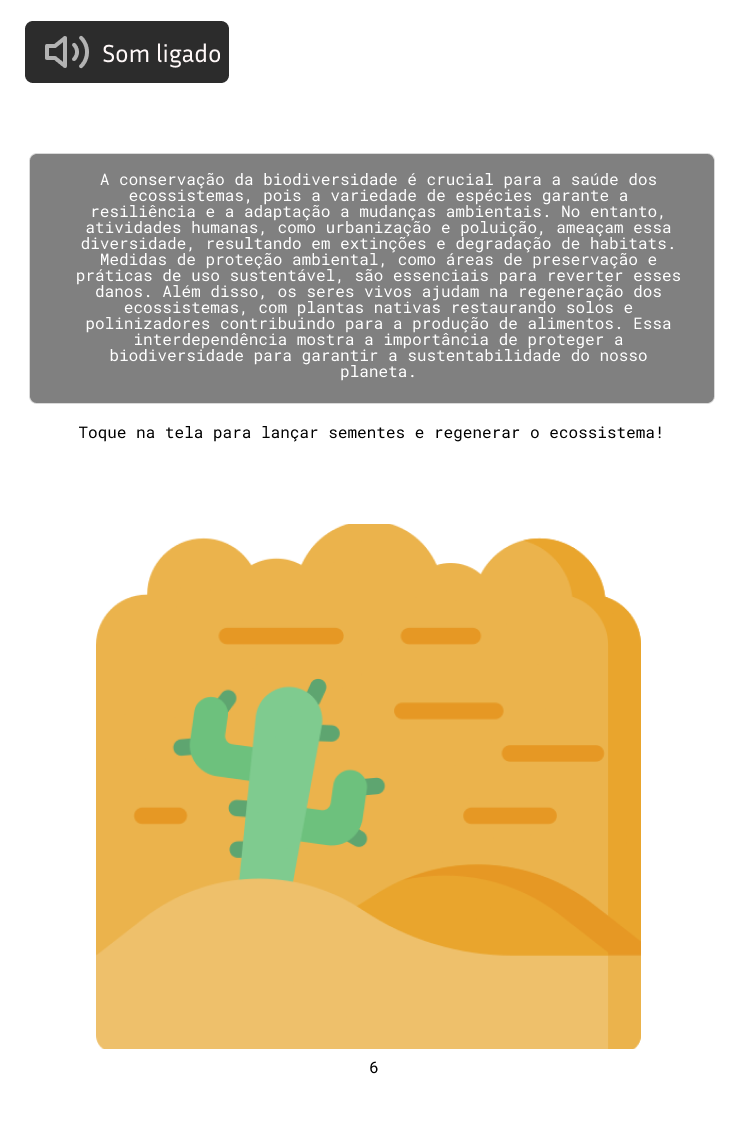 Som ligado
A conservação da biodiversidade é crucial para a saúde dos
ecossistemas, pois a variedade de espécies garante a
resiliência e a adaptação a mudanças ambientais. No entanto,
atividades humanas, como urbanização e poluição, ameaçam essa
diversidade, resultando em extinções e degradação de habitats.
Medidas de proteção ambiental, como áreas de preservação e
práticas de uso sustentável, são essenciais para reverter esses
danos. Além disso, os seres vivos ajudam na regeneração dos
ecossistemas, com plantas nativas restaurando solos e
polinizadores contribuindo para a produção de alimentos. Essa
interdependência mostra a importância de proteger a
biodiversidade para garantir a sustentabilidade do nosso
planeta.
Toque na tela para lançar sementes e regenerar o ecossistema!
6